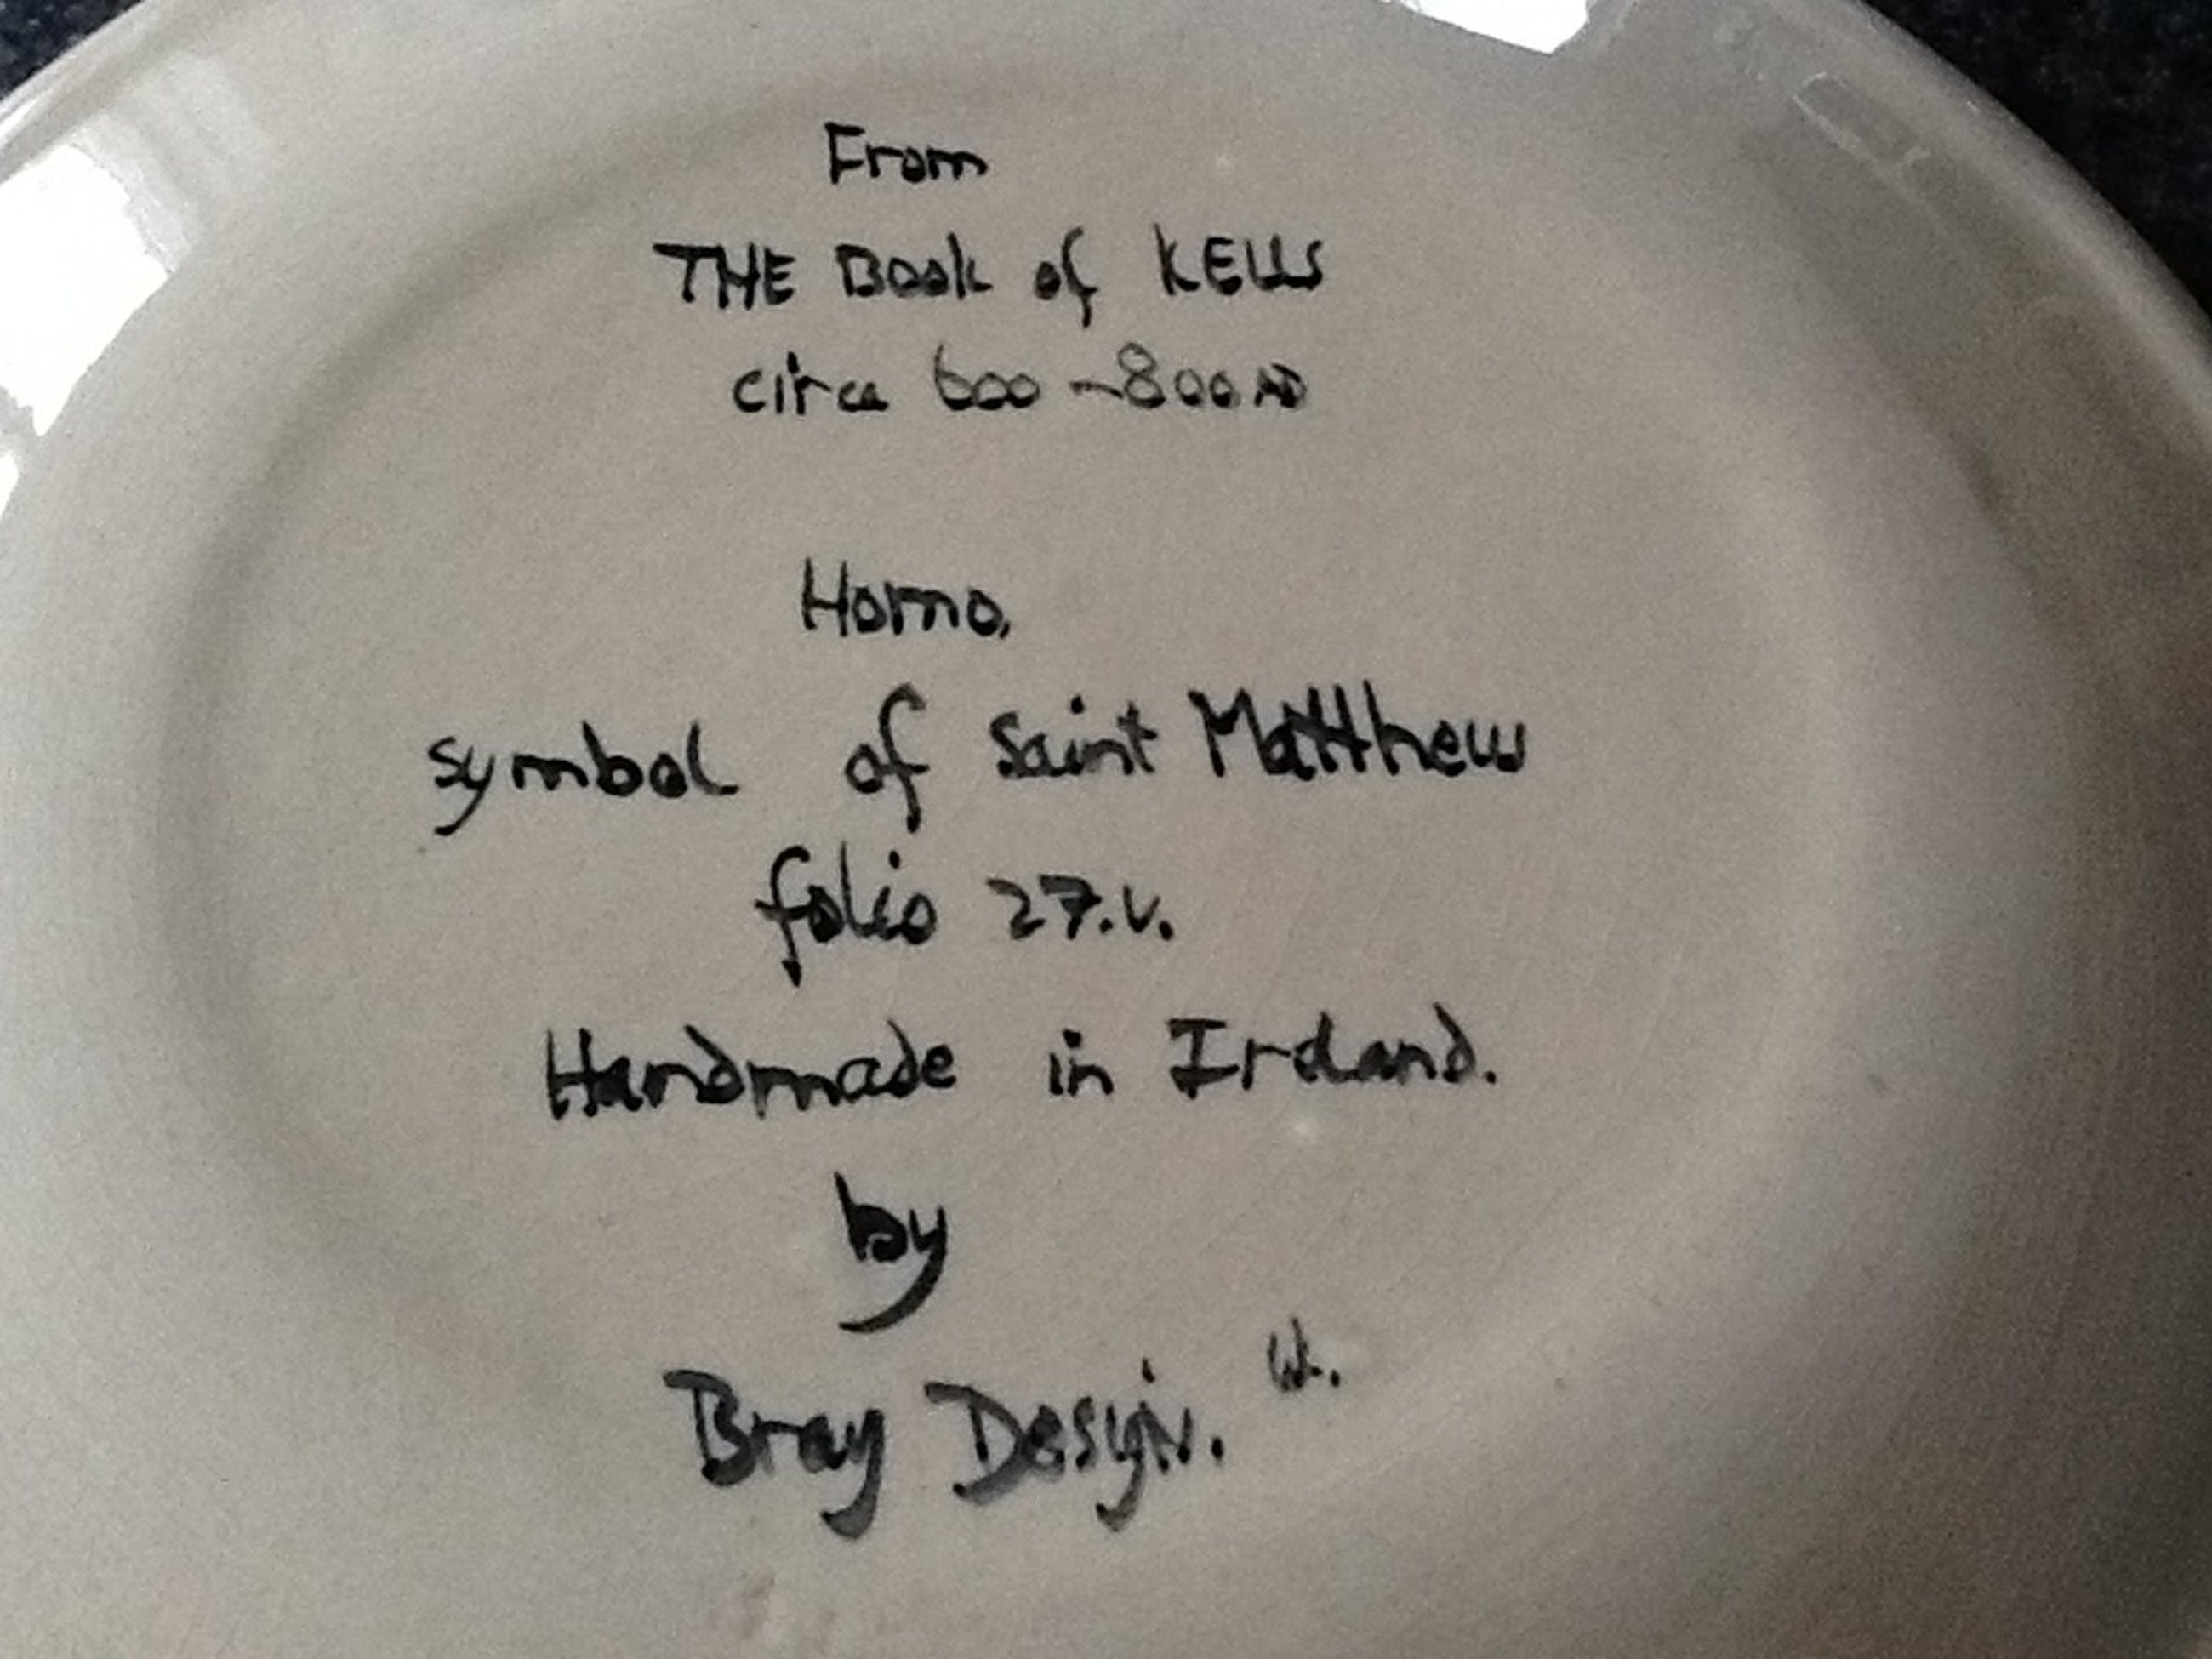 From
THE Book of KELLS
circa 600-800 AD
Homo,
symbol of Saint Matthew
folio 27.v.
Handmade in Ireland.
by
Bray Design.